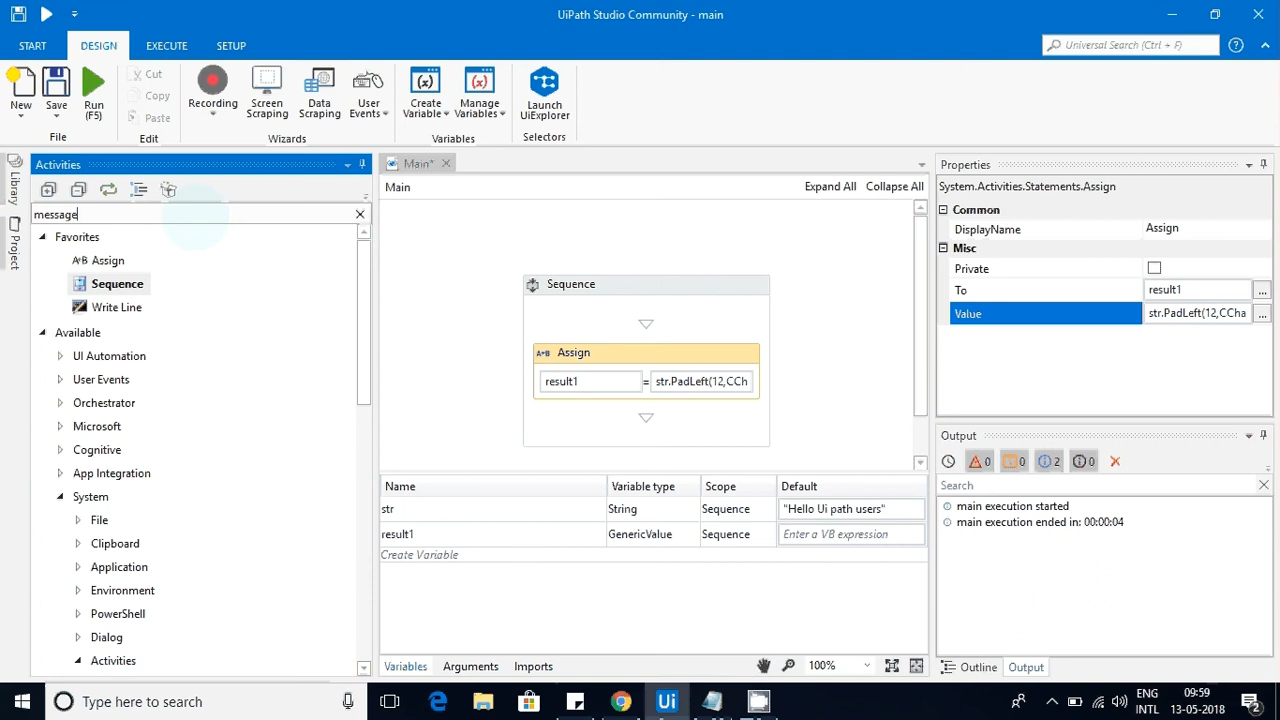 UiPath Studio Community - main
START
DESIGN
EXECUTE
SETUP
Universal Search (Ctrl + F)
New
Save
Run
(F5)
File
Cut
Copy
Paste
Edit
Recording
Screen
Scraping
Data
Scraping
User
Events
Wizards
Create
Variable
Manage
Variables
Variables
Launch
UiExplorer
Selectors
Library
Project
Activities
message
Favorites
A+B Assign
Sequence
Write Line
Available
UI Automation
User Events
Orchestrator
Microsoft
Cognitive
App Integration
System
File
Clipboard
Application
Environment
PowerShell
Dialog
Activities
Main*
Main
Expand All
Collapse All
Sequence
A+B Assign
result1 = str.PadLeft(12,CCh
Name Variable type Scope Default
str String Sequence "Hello Ui path users"
result1 GenericValue Sequence Enter a VB expression
Create Variable
Variables
Arguments
Imports
100%
Properties
System.Activities.Statements.Assign
Common
DisplayName Assign
Misc
Private
To result1 ...
Value str.PadLeft(12,CCha ...
Output
0
0
2
0
Search
main execution started
main execution ended in: 00:00:04
Outline
Output
Type here to search
Ui
ENG
INTL
09:59
13-05-2018
2